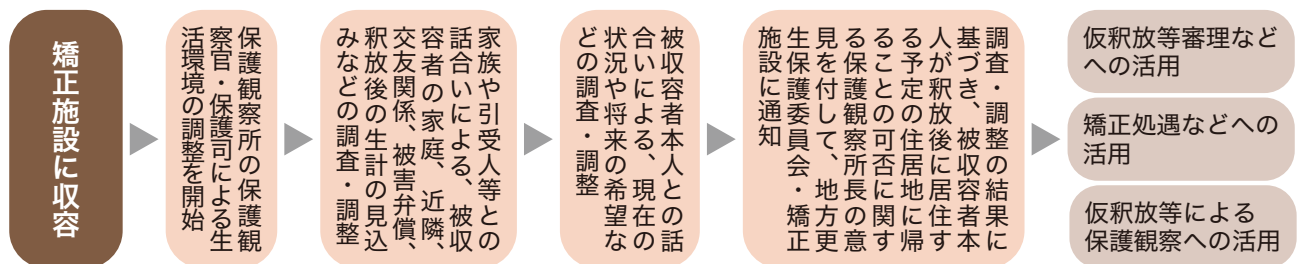 矯正施設に収容
保護観察所の保護観
察官・保護司による生
活環境の調整を開始
家族や引受人等との
話合いによる、被収
容者の家庭、近隣、
交友関係、被害弁償、
釈放後の生計の見込
みなどの調査・調整
被収容者本人との話
合いによる、現在の
状況や将来の希望な
どの調査・調整
調査・調整の結果に
基づき、被収容者本
人が釈放後に居住す
る予定の住居地に帰
ることの可否に関す
る保護観察所長の意
見を付して、地方更
生保護委員会・矯正
施設に通知
仮釈放等審理など
への活用
矯正処遇などへの
活用
仮釈放等による
保護観察への活用